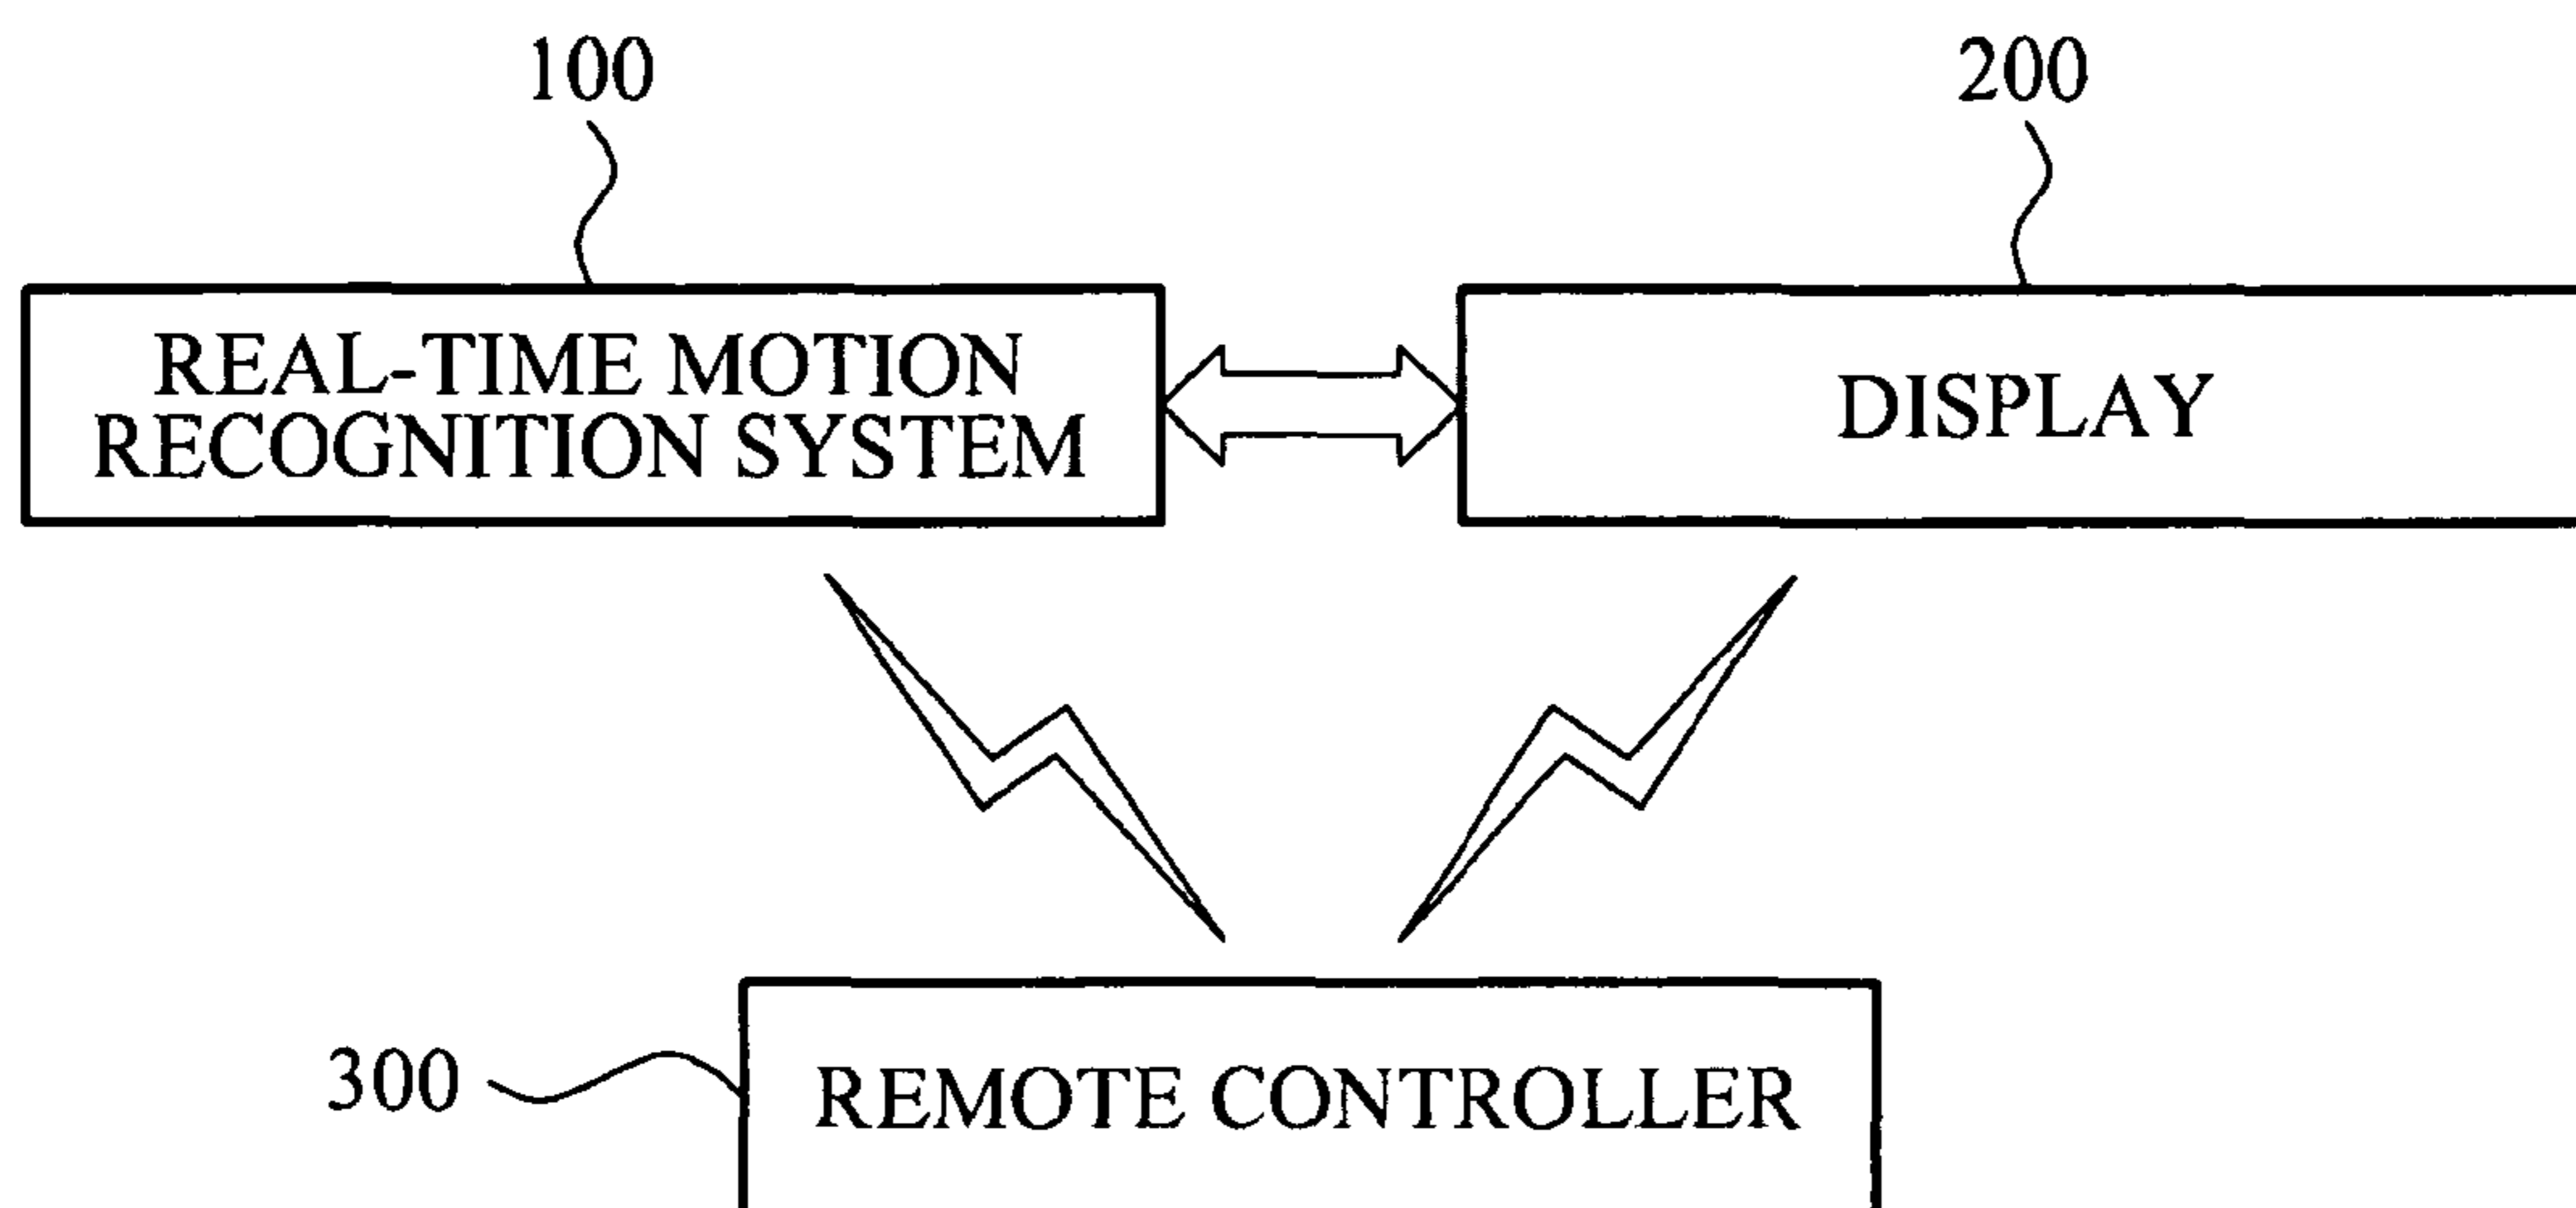 100
200
REAL-TIME MOTION
RECOGNITION SYSTEM
DISPLAY
300
REMOTE CONTROLLER